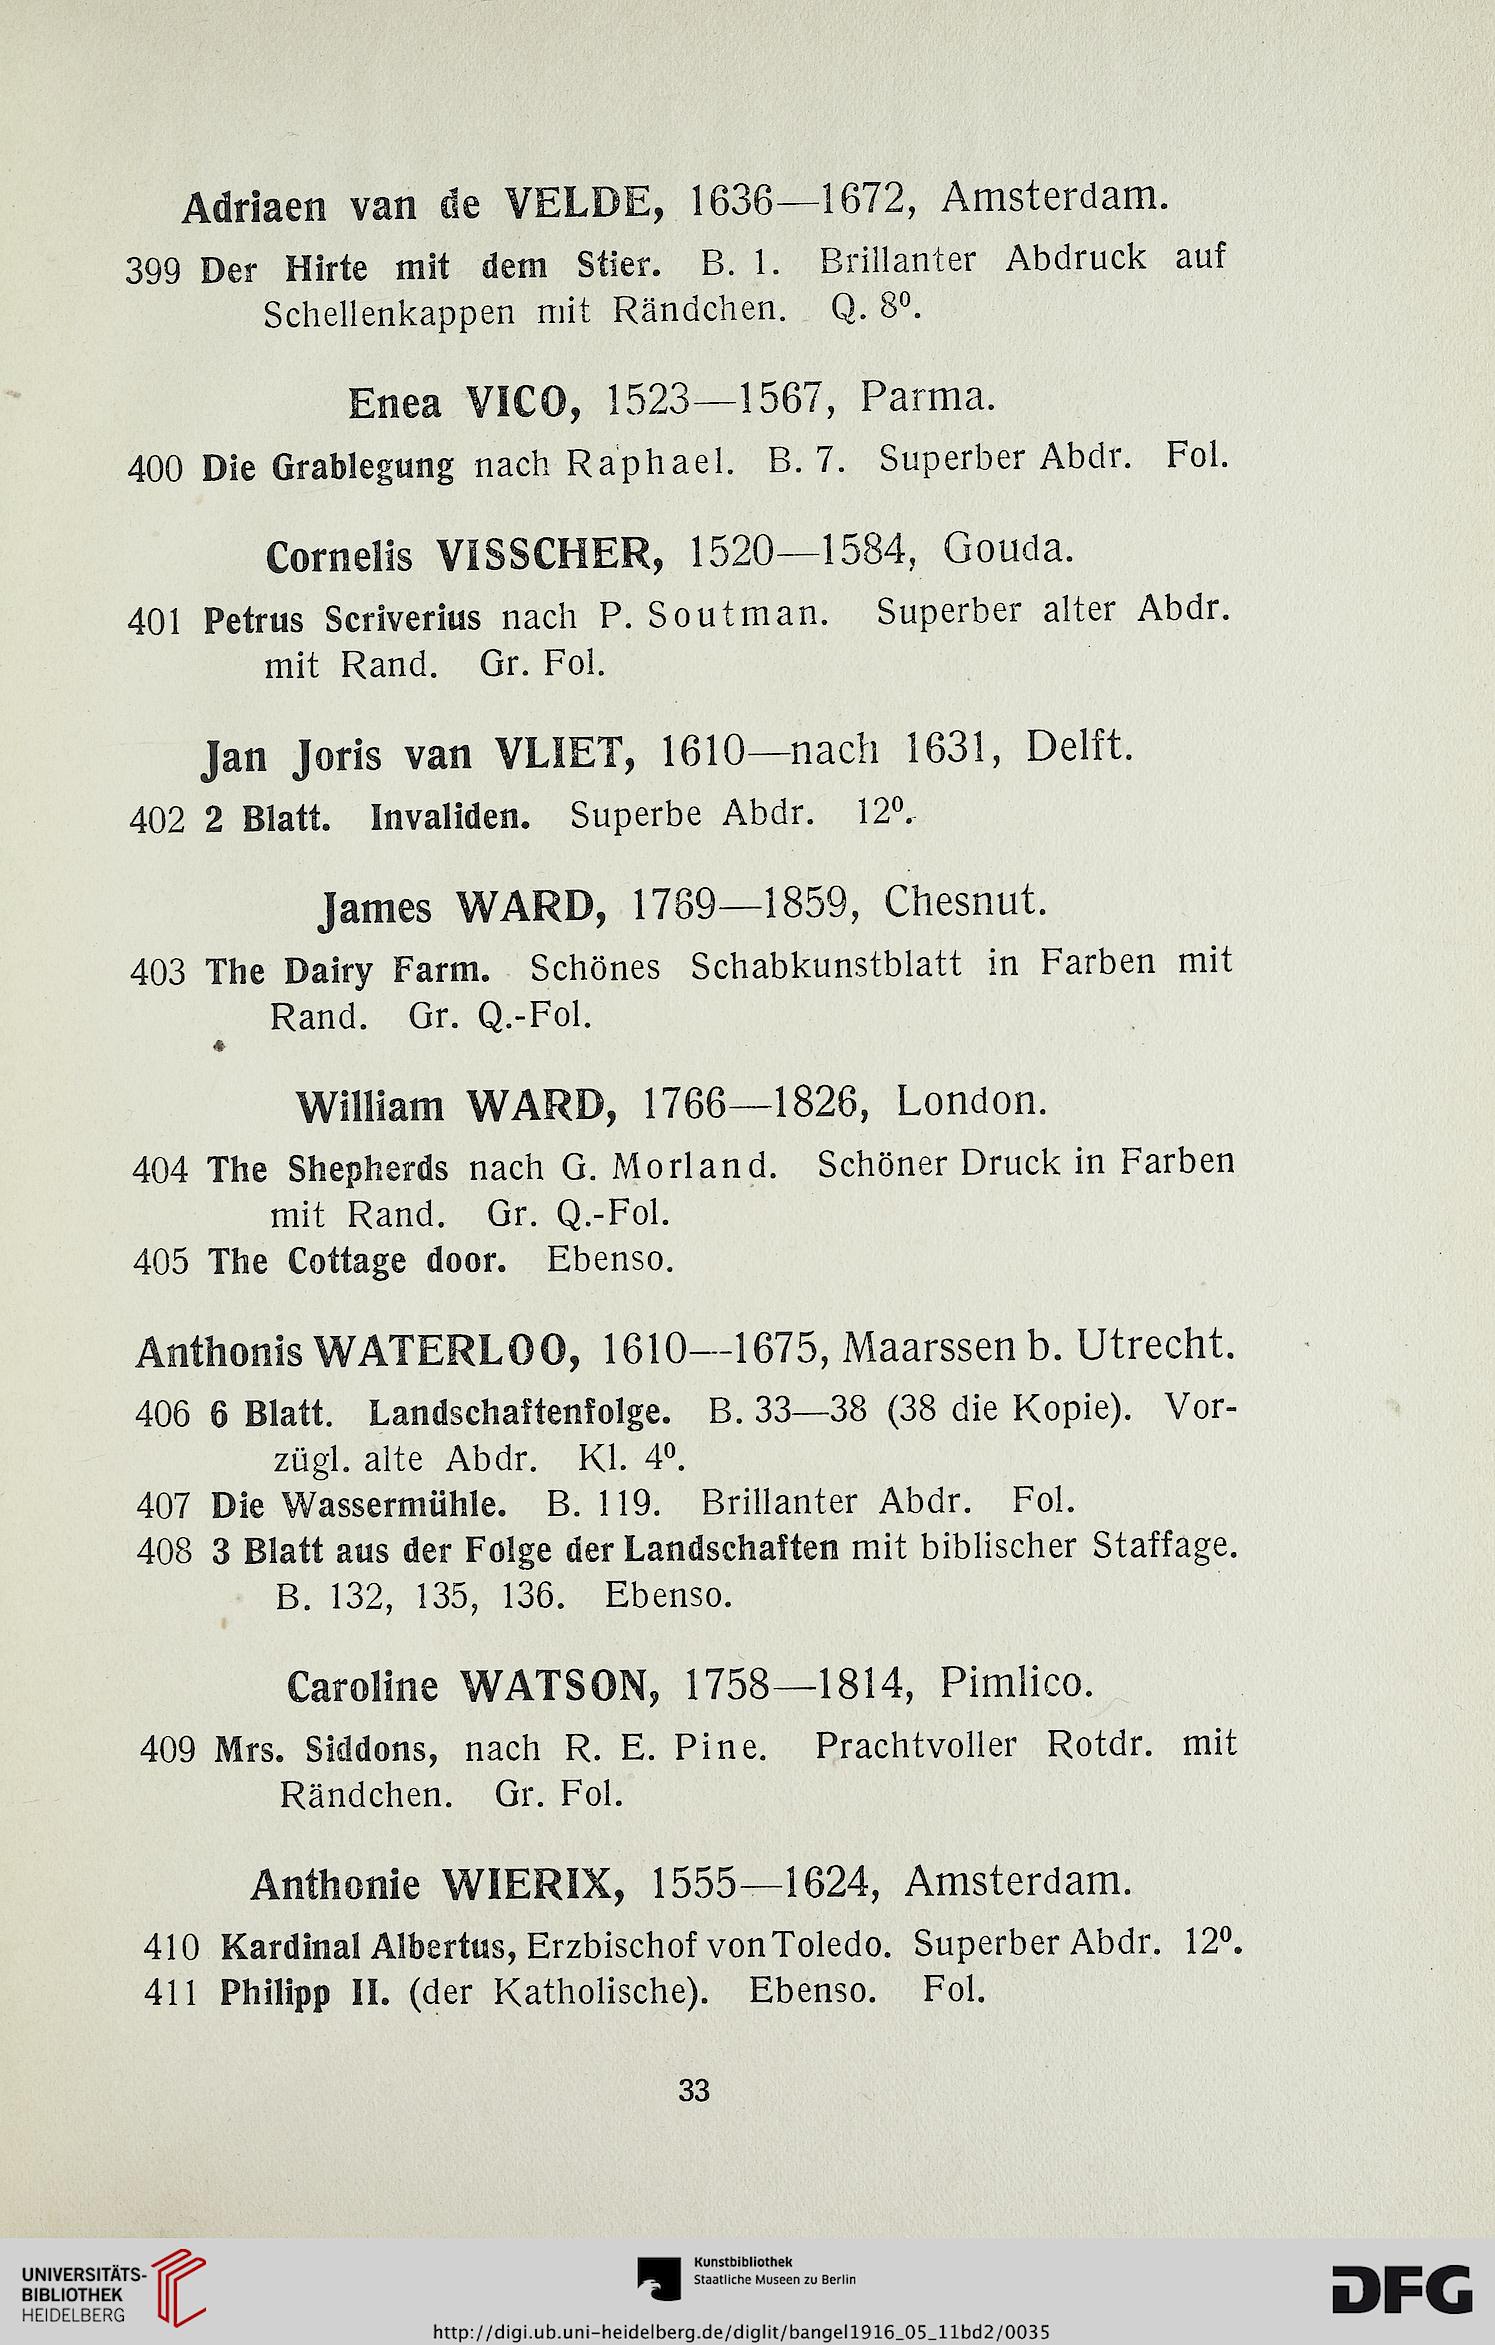 Adriaen van de VELDE, 1636—1672, Amsterdam.
399 Der Hirte mit dem Stier. B. 1. Brillanter Abdruck auf
Schellenkappen mit Rändchen. Q. 8⁰.
Enea VICO, 1523—1567, Parma.
400 Die Grablegung nach Raphael. B. 7. Superber Abdr. Fol.
Cornelis VISSCHER, 1520—1584, Gouda.
401 Petrus Scriverius nach P. Soutman. Superber alter Abdr.
mit Rand. Gr. Fol.
Jan Joris van VLIET, 1610—nach 1631, Delft.
402 2 Blatt. Invaliden. Superbe Abdr. 12⁰.
James WARD, 1769—1859, Chesnut.
403 The Dairy Farm. Schönes Schabkunstblatt in Farben mit
Rand. Gr. Q.-Fol.
William WARD, 1766—1826, London.
404 The Shepherds nach G. Morland. Schöner Druck in Farben
mit Rand. Gr. Q.-Fol.
405 The Cottage door. Ebenso.
Anthonis WATERLOO, 1610—1675, Maarssen b. Utrecht.
406 6 Blatt. Landschaftenfolge. B. 33—38 (38 die Kopie). Vor-
zügl. alte Abdr. Kl. 4⁰.
407 Die Wassermühle. B. 119. Brillanter Abdr. Fol.
408 3 Blatt aus der Folge der Landschaften mit biblischer Staffage.
B. 132, 135, 136. Ebenso.
Caroline WATSON, 1758—1814, Pimlico.
409 Mrs. Siddons, nach R. E. Pine. Prachtvoller Rotdr. mit
Rändchen. Gr. Fol.
Anthonie WIERIX, 1555—1624, Amsterdam.
410 Kardinal Albertus, Erzbischof von Toledo. Superber Abdr. 12⁰.
411 Philipp II. (der Katholische). Ebenso. Fol.
33
UNIVERSITÄTS-
BIBLIOTHEK
HEIDELBERG
Kunstbibliothek
Staatliche Museen zu Berlin
DFG
http://digi.ub.uni-heidelberg.de/diglit/bangel1916_05_11bd2/0035